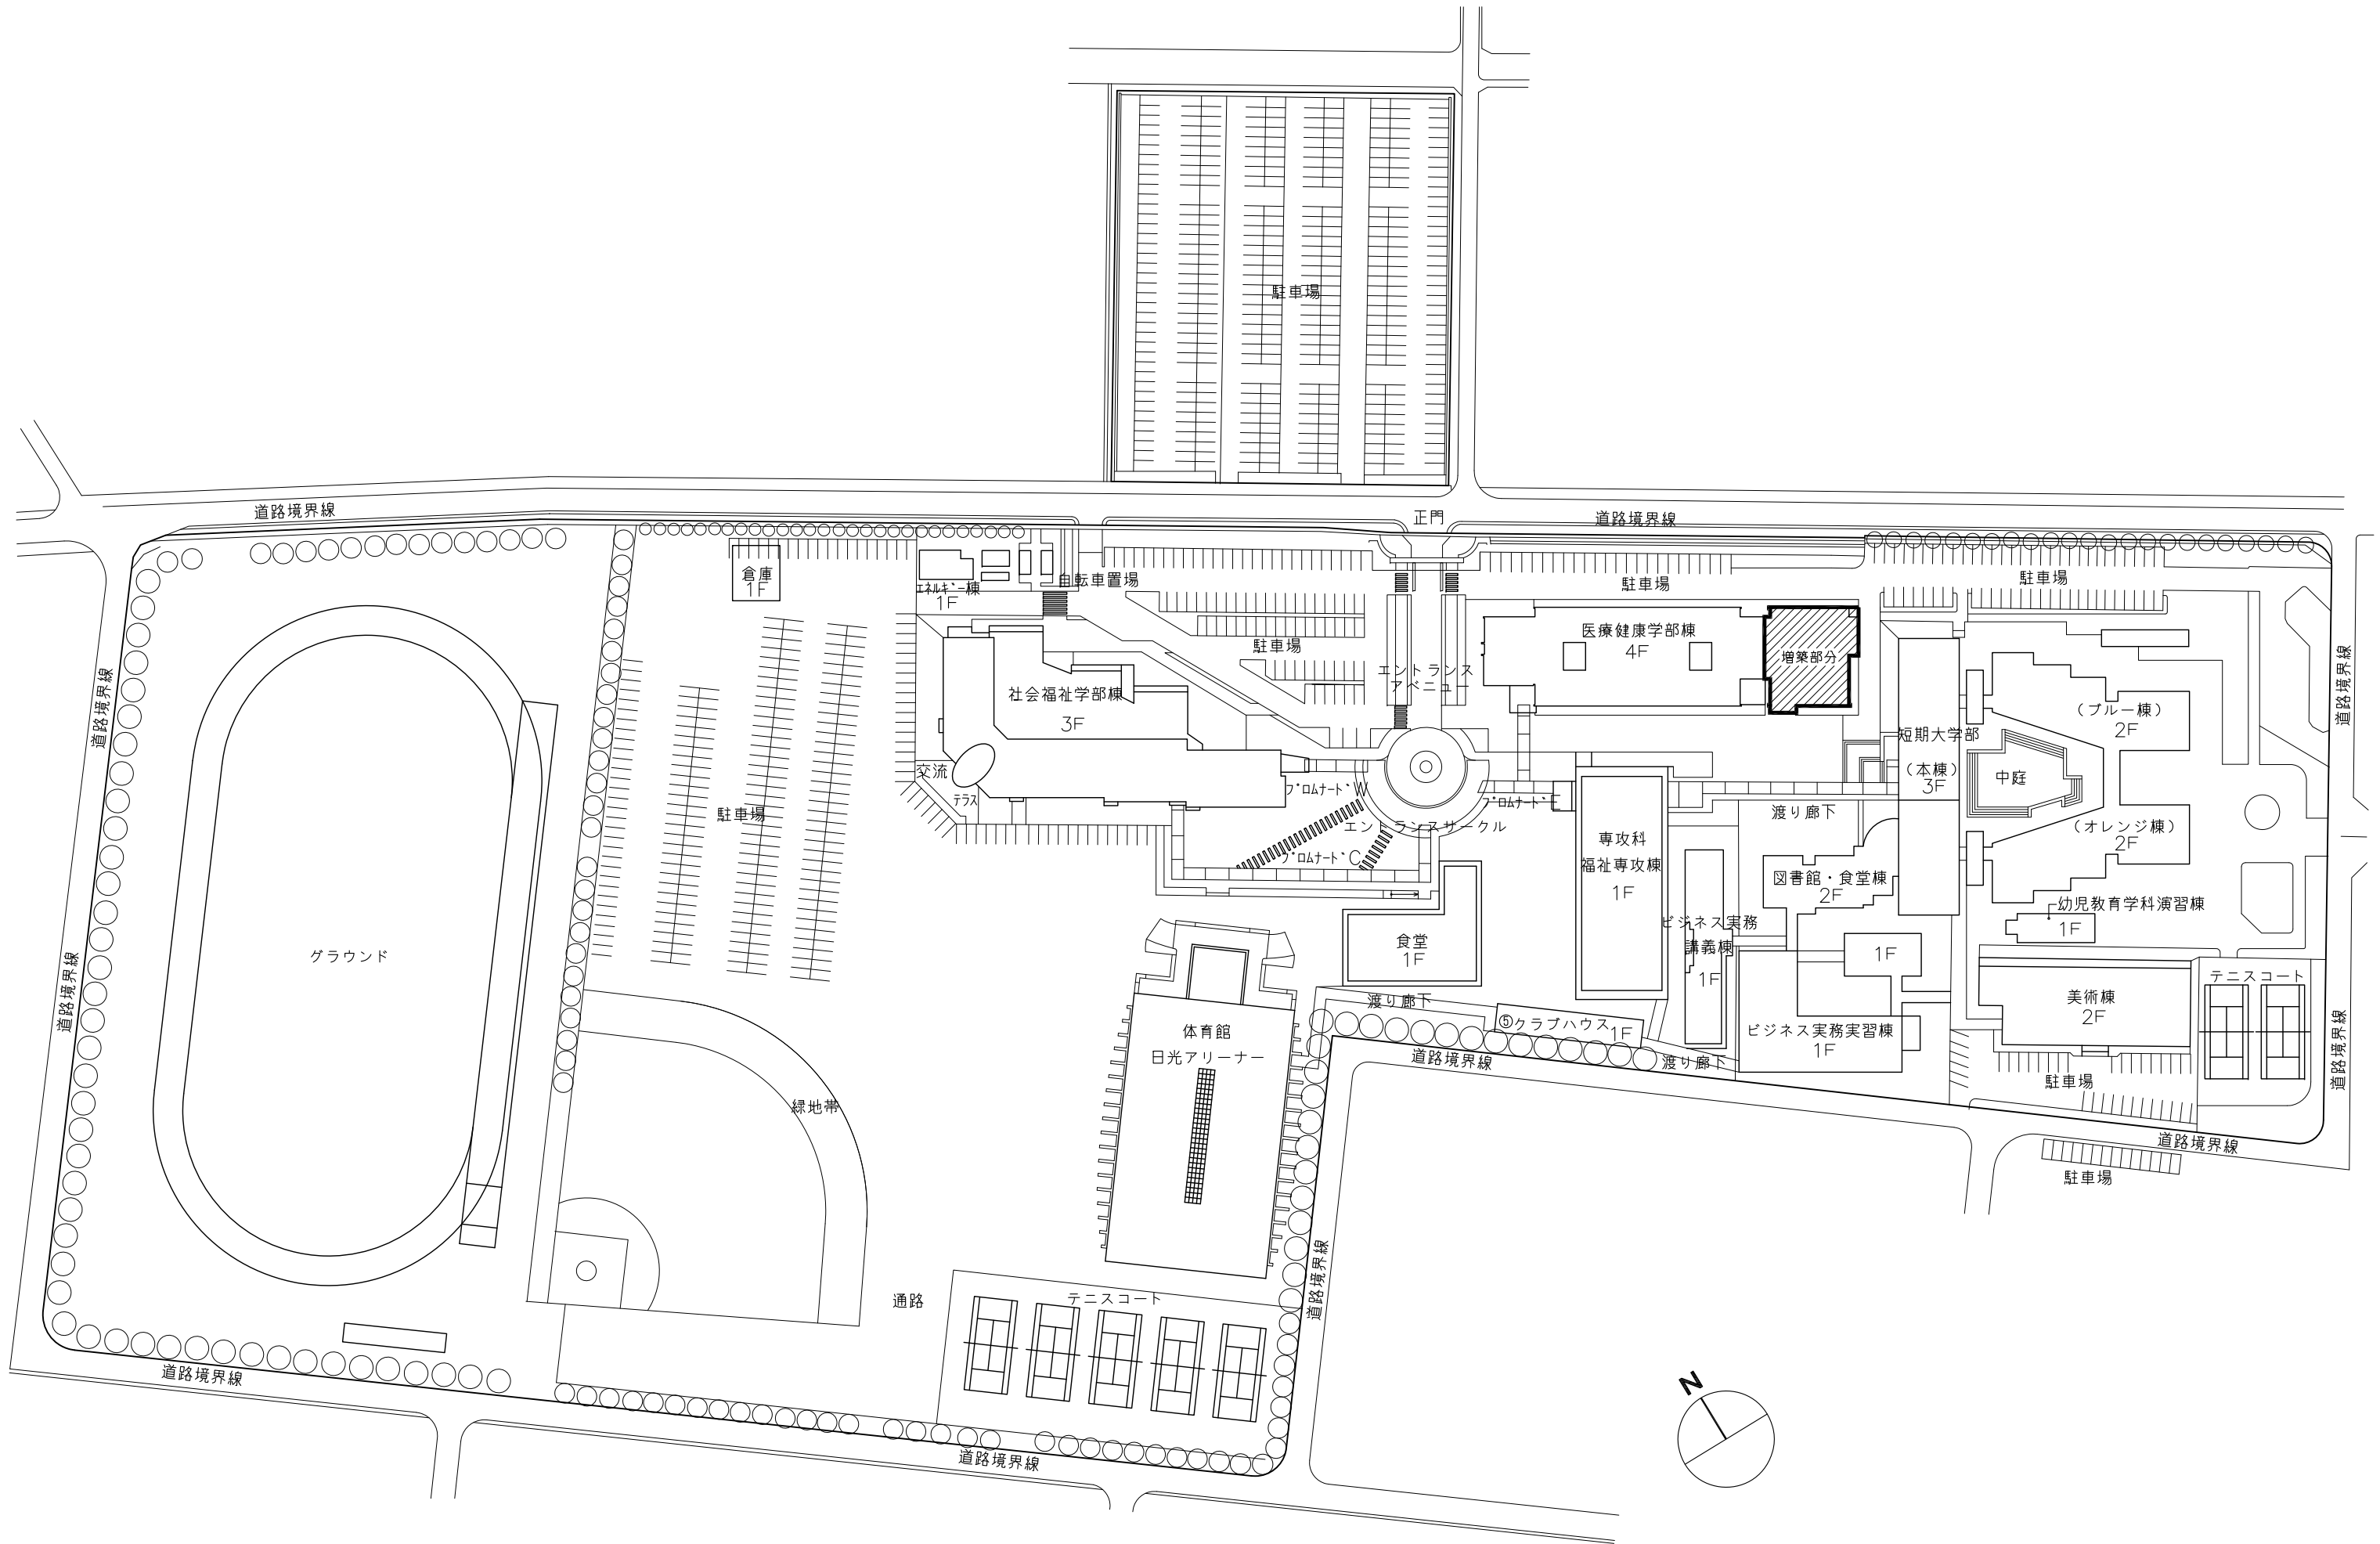 駐車場
道路境界線
正門
道路境界線
倉庫
1F
エネルギー棟
1F
自転車置場
駐車場
駐車場
駐車場
医療健康学部棟
4F
増築部分
エントランス
アベニュー
社会福祉学部棟
3F
交流
テラス
駐車場
プロムナードW
プロムナードE
エントランスサークル
プロムナードC
短期大学部
(本棟)
3F
(ブルー棟)
2F
中庭
(オレンジ棟)
2F
渡り廊下
専攻科
福祉専攻棟
1F
図書館・食堂棟
2F
幼児教育学科演習棟
1F
ビジネス実務
講義棟
1F
1F
食堂
1F
渡り廊下
⑤クラブハウス1F
道路境界線
渡り廊下
ビジネス実務実習棟
1F
美術棟
2F
テニスコート
駐車場
道路境界線
駐車場
道路境界線
道路境界線
道路境界線
道路境界線
グラウンド
体育館
日光アリーナー
緑地帯
通路
テニスコート
道路境界線
道路境界線
道路境界線
N